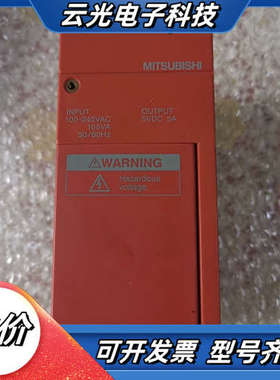 云光电子科技
MITSUBISHI
INPUT
100-240VAC
105VA
50/60Hz
OUTPUT
5VDC 5A
⚠WARNING
Hazardous
voltage.
价
可开发票 型号齐